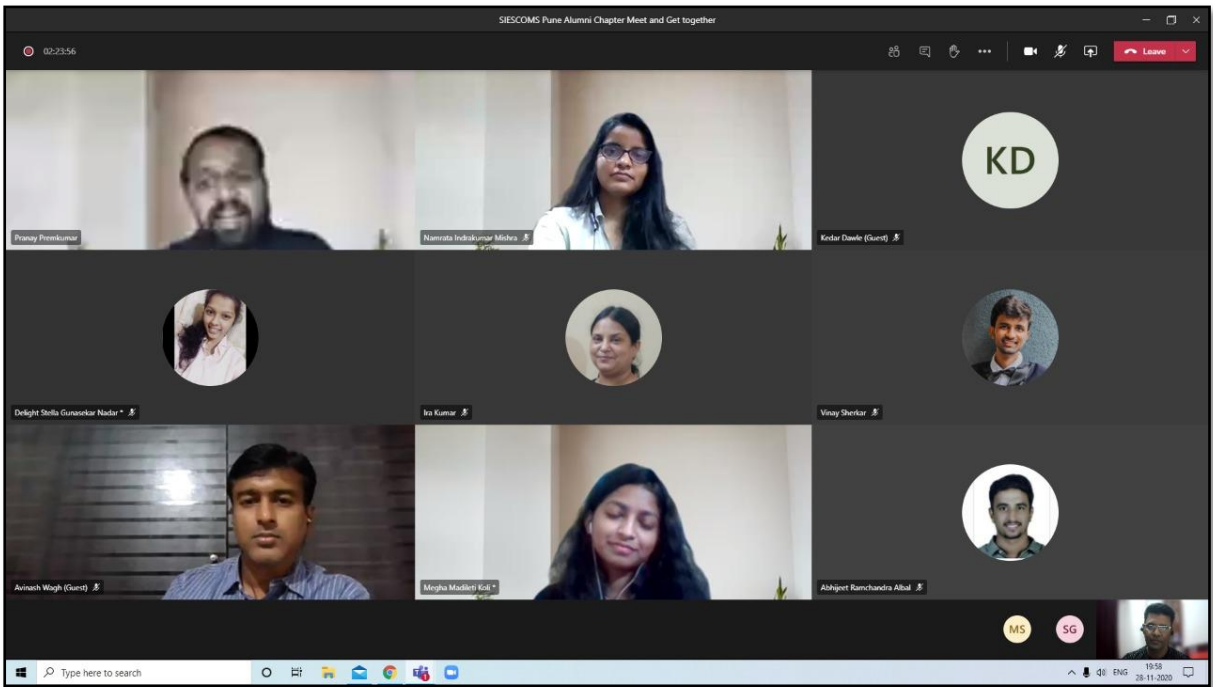 SIESCOMS Pune Alumni Chapter Meet and Get together
02:23:56
Leave
KD
Pranay Premkumar
Namrata Indrakumar Mishra
Kedar Dawle (Guest)
Delight Stella Gunasekar Nadar *
Ira Kumar
Vinay Sherkar
Avinash Wagh (Guest)
Megha Madileti Koli *
Abhijeet Ramchandra Albal
MS
SG
Type here to search
ENG
19:58
28-11-2020